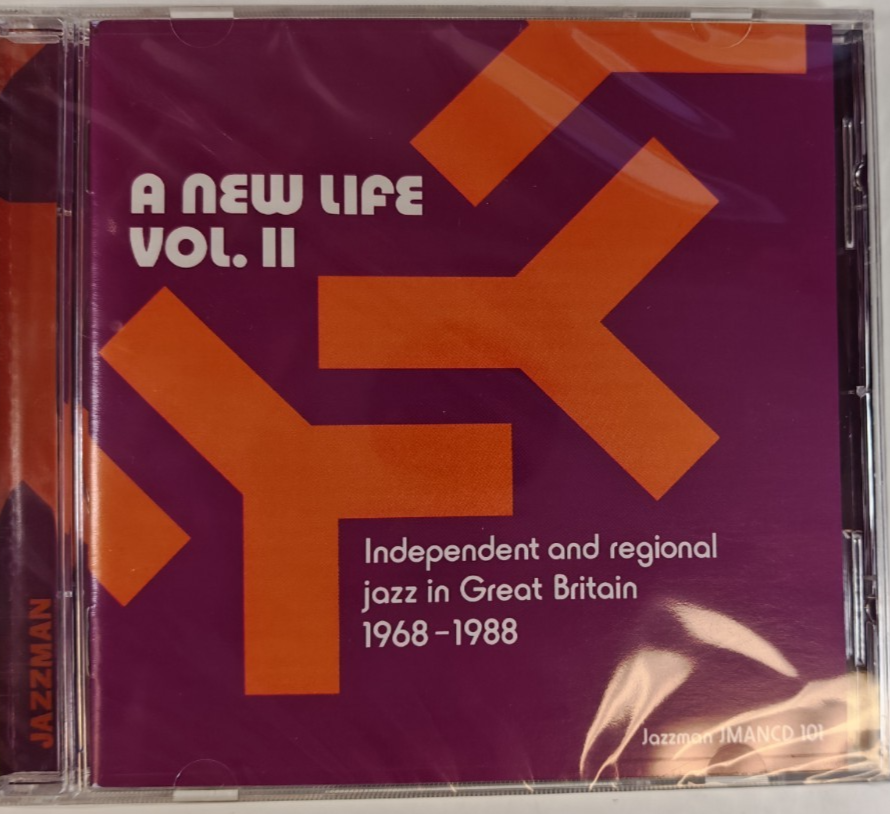 A NEW LIFE
VOL. II
Independent and regional
jazz in Great Britain
1968-1988
Jazzman JMANCD 101
JAZZMAN